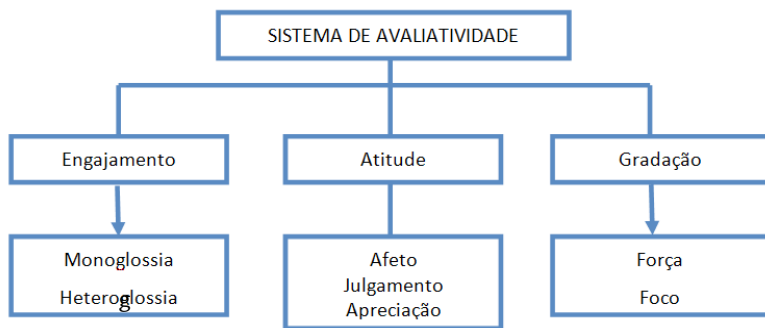 SISTEMA DE AVALIATIVIDADE
Engajamento
Atitude
Gradação
Monoglossia
Heteroglossia
Afeto
Julgamento
Apreciação
Força
Foco